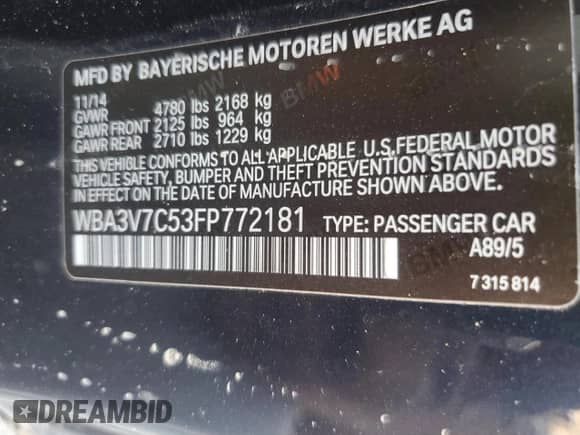 MFD BY BAYERISCHE MOTOREN WERKE AG
11/14
GVWR 4780 lbs 2168 kg
GAWR FRONT 2125 lbs 964 kg
GAWR REAR 2710 lbs 1229 kg
THIS VEHICLE CONFORMS TO ALL APPLICABLE U.S.FEDERAL MOTOR
VEHICLE SAFETY, BUMPER AND THEFT PREVENTION STANDARDS
IN EFFECT ON THE DATE OF MANUFACTURE SHOWN ABOVE.
WBA3V7C53FP772181 TYPE: PASSENGER CAR
A89/5
7 315 814
BMW
BMW
BMW
DREAMBID